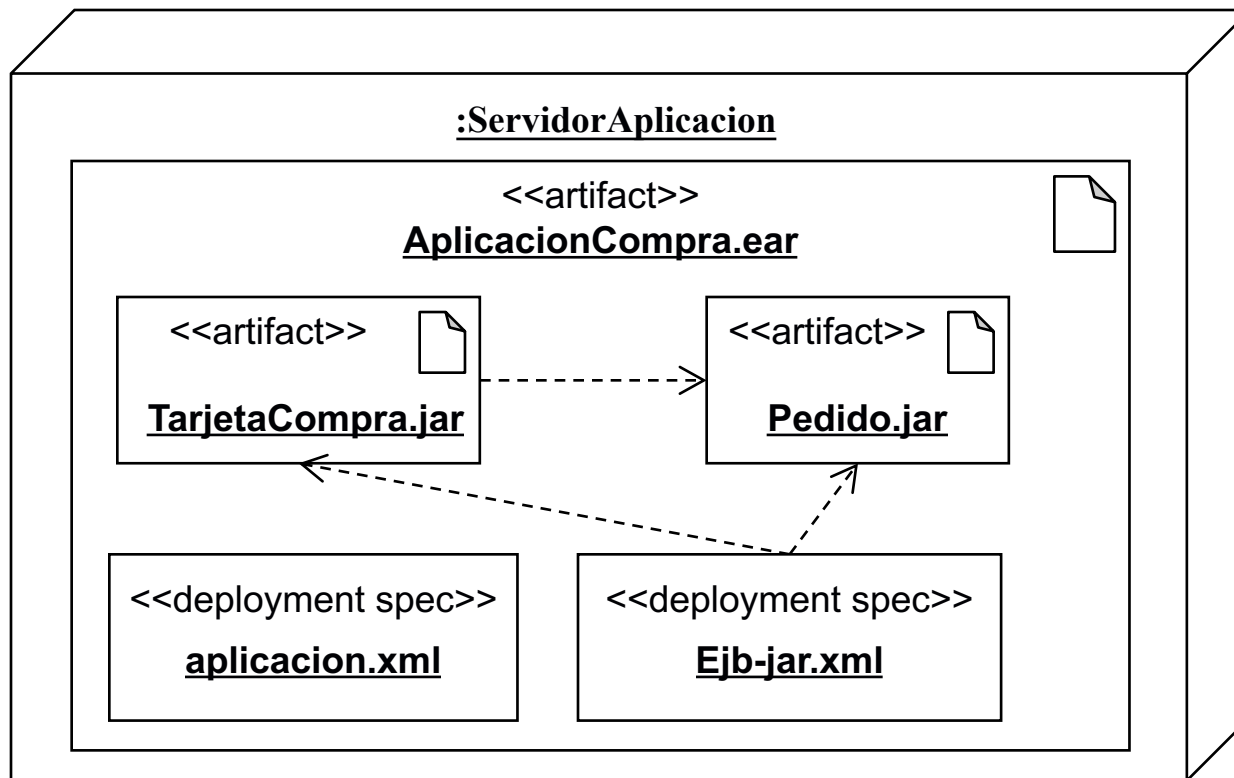 :ServidorAplicacion
<<artifact>>
AplicacionCompra.ear
<<artifact>>
TarjetaCompra.jar
<<artifact>>
Pedido.jar
<<deployment spec>>
aplicacion.xml
<<deployment spec>>
Ejb-jar.xml